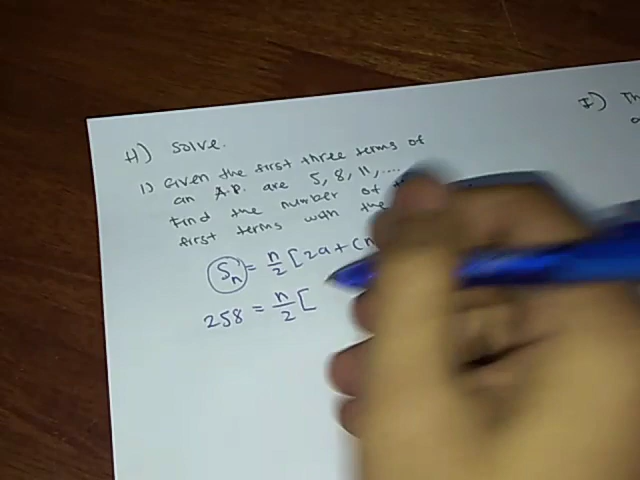 H) Solve.
1) Given the first three terms of
an A.P. are 5, 8, 11, ...
Find the number of
first terms with the
Sn = n/2 [2a + (n
258 = n/2 [
I) Th